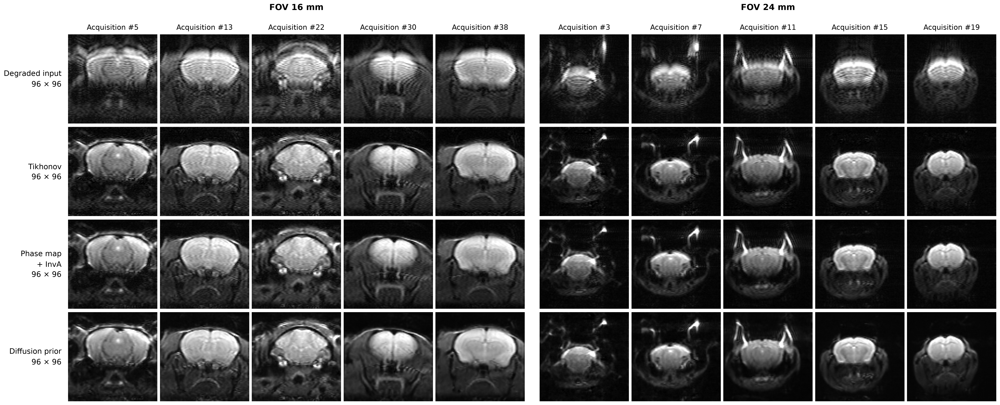 FOV 16 mm
FOV 24 mm
Acquisition #5
Acquisition #13
Acquisition #22
Acquisition #30
Acquisition #38
Acquisition #3
Acquisition #7
Acquisition #11
Acquisition #15
Acquisition #19
Degraded input
96 × 96
Tikhonov
96 × 96
Phase map
+ InvA
96 × 96
Diffusion prior
96 × 96